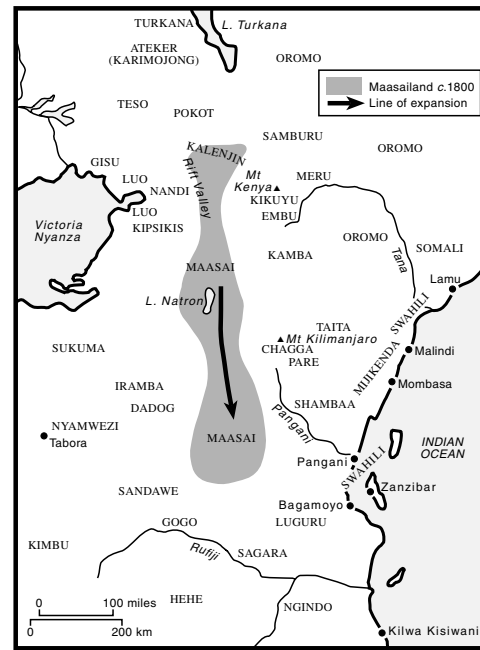 TURKANA
L. Turkana
ATEKER
(KARIMOJONG)
OROMO
Maasailand c.1800
Line of expansion
TESO
POKOT
SAMBURU
OROMO
KALENJIN
GISU
Rift Valley
Mt
Kenya
MERU
LUO
NANDI
KIKUYU
EMBU
Victoria
Nyanza
LUO
KIPSIKIS
OROMO
SOMALI
KAMBA
Tana
MAASAI
Lamu
L. Natron
SWAHILI
TAITA
Mt Kilimanjaro
SUKUMA
CHAGGA
PARE
Malindi
MIJIKENDA
IRAMBA
Mombasa
DADOG
SHAMBAA
Pangani
NYAMWEZI
Tabora
MAASAI
INDIAN
OCEAN
Pangani
SWAHILI
SANDAWE
Zanzibar
Bagamoyo
GOGO
LUGURU
KIMBU
Rufiji
SAGARA
HEHE
NGINDO
0 100 miles
0 200 km
Kilwa Kisiwani